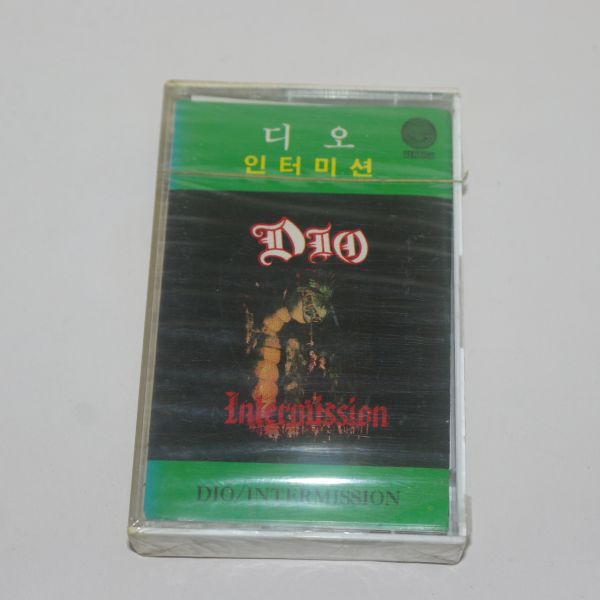 디 오
인터미션
DIO
Intermission
DIO/INTERMISSION